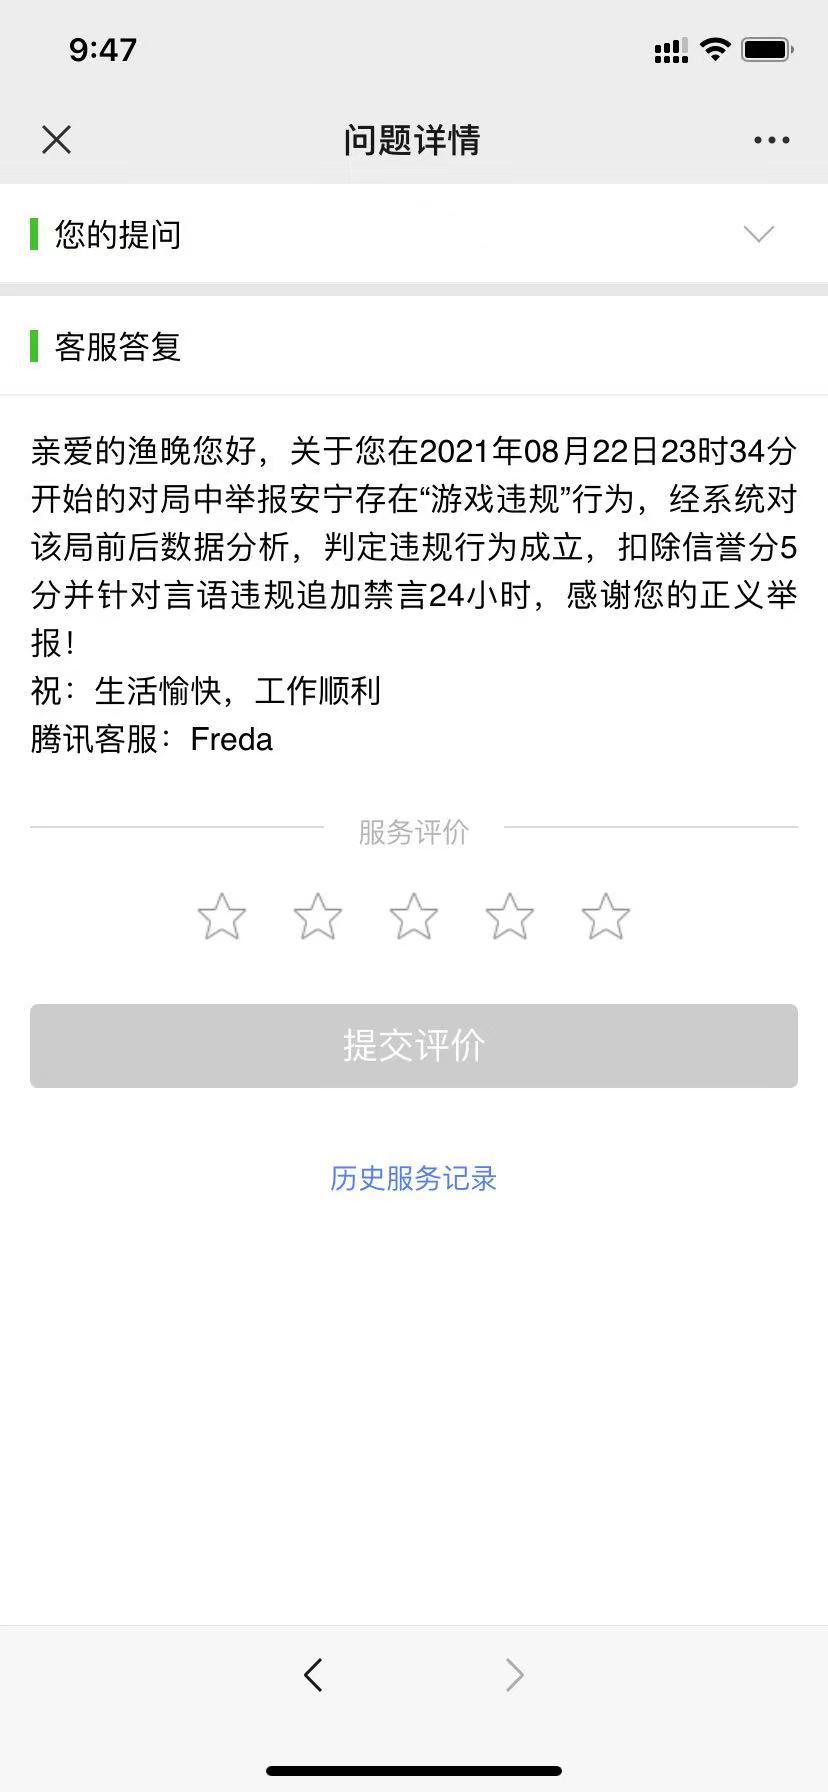 9:47
问题详情
您的提问
客服答复
亲爱的渔晚您好，关于您在2021年08月22日23时34分
开始的对局中举报安宁存在“游戏违规”行为，经系统对
该局前后数据分析，判定违规行为成立，扣除信誉分5
分并针对言语违规追加禁言24小时，感谢您的正义举
报！
祝：生活愉快，工作顺利
腾讯客服：Freda
服务评价
提交评价
历史服务记录